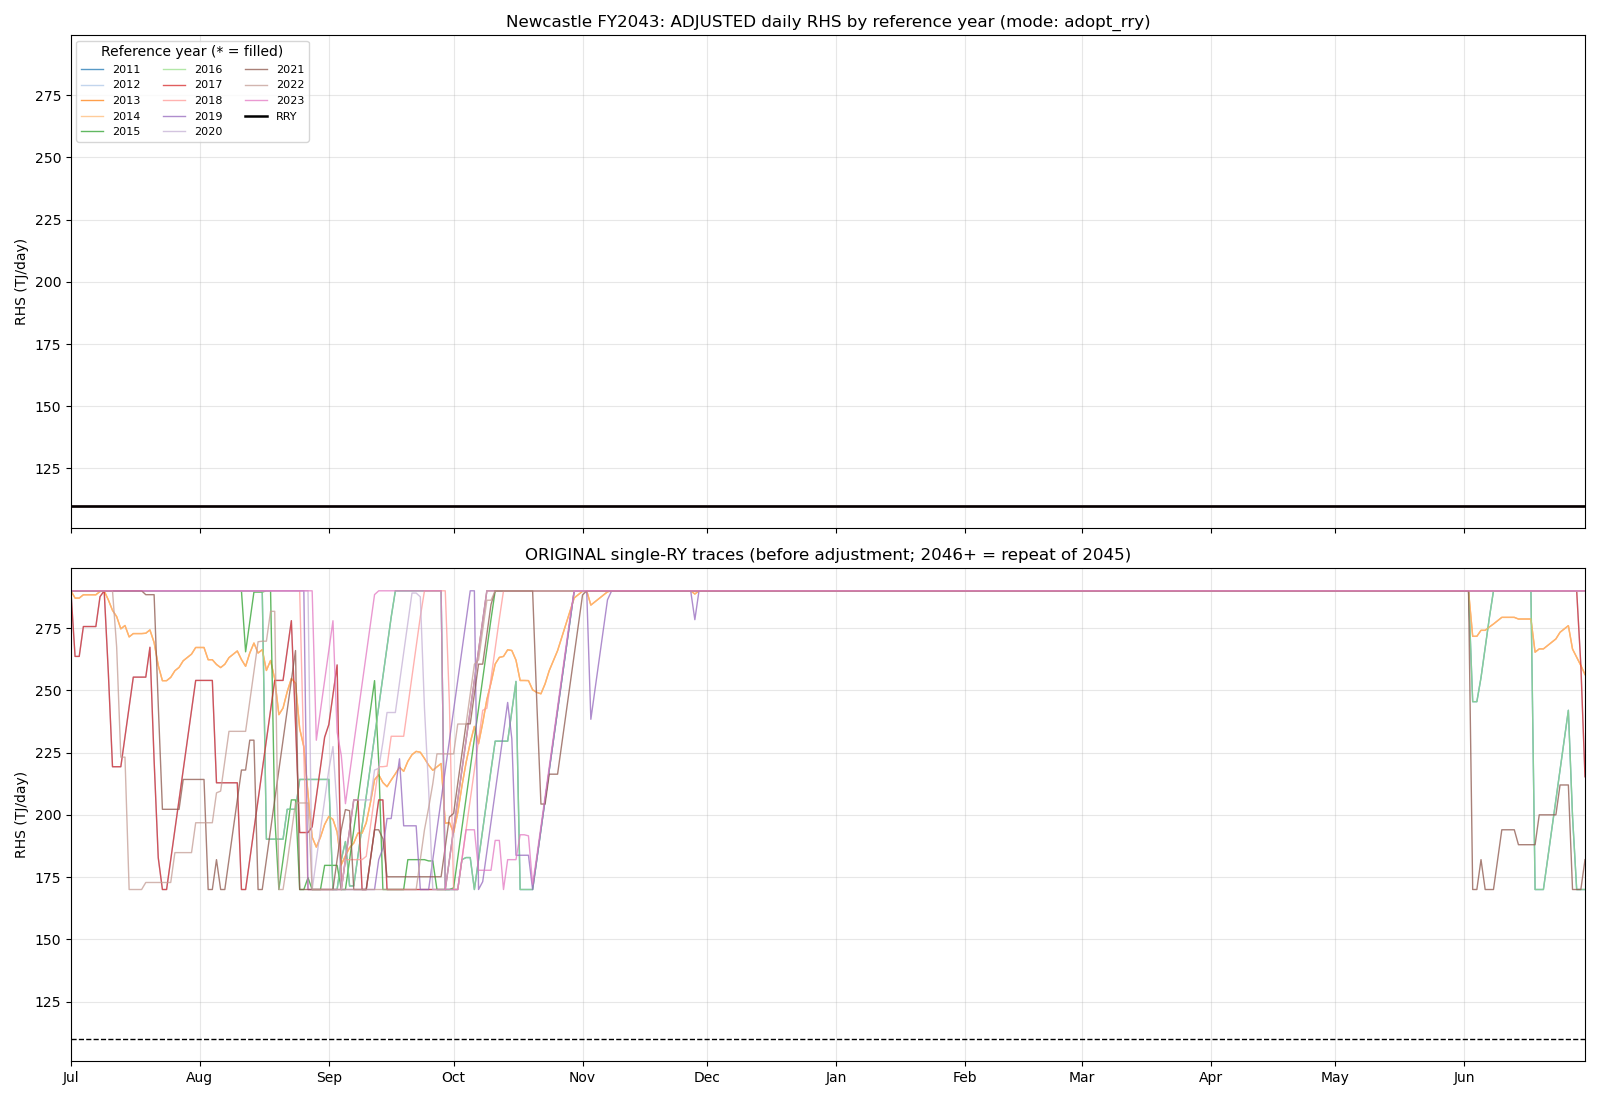 Newcastle FY2043: ADJUSTED daily RHS by reference year (mode: adopt_rry)
Reference year (* = filled)
2011 2016 2021
2012 2017 2022
2013 2018 2023
2014 2019 RRY
2015 2020
RHS (TJ/day)
275
250
225
200
175
150
125
ORIGINAL single-RY traces (before adjustment; 2046+ = repeat of 2045)
RHS (TJ/day)
275
250
225
200
175
150
125
Jul Aug Sep Oct Nov Dec Jan Feb Mar Apr May Jun